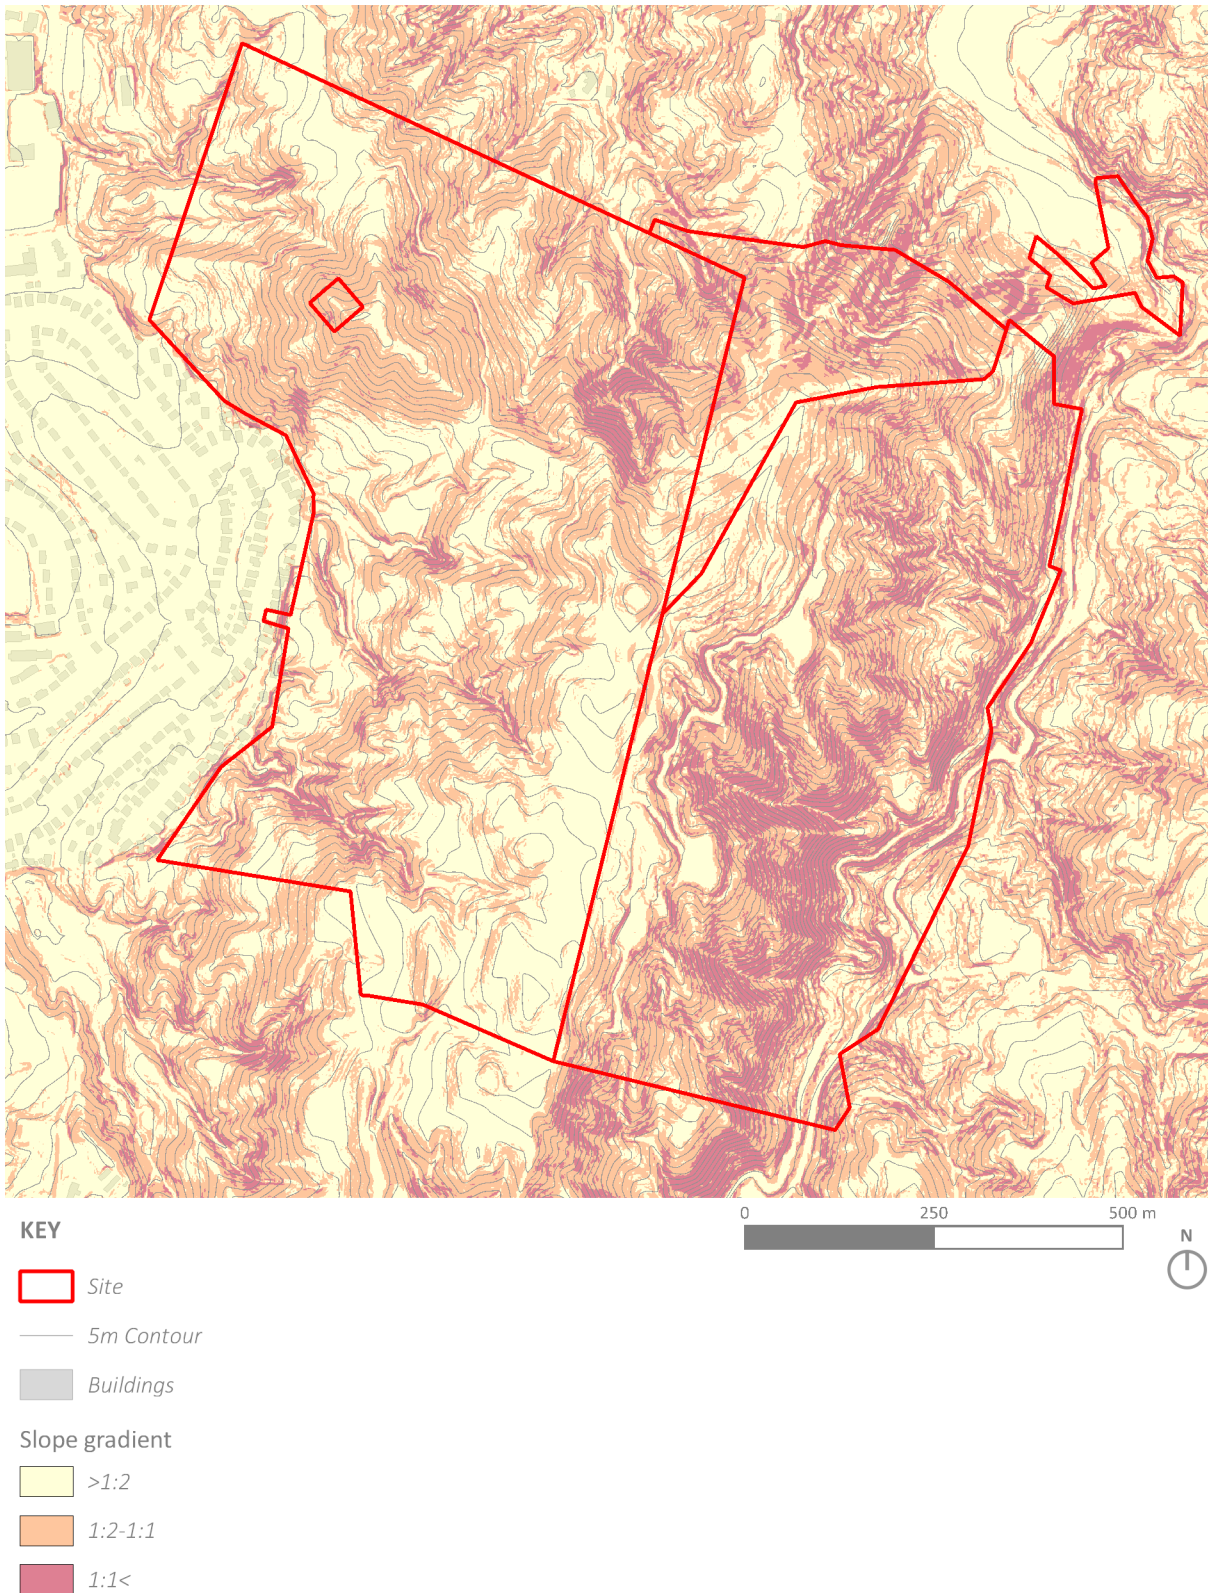 0 250 500 m
N
KEY
Site
5m Contour
Buildings
Slope gradient
>1:2
1:2-1:1
1:1<